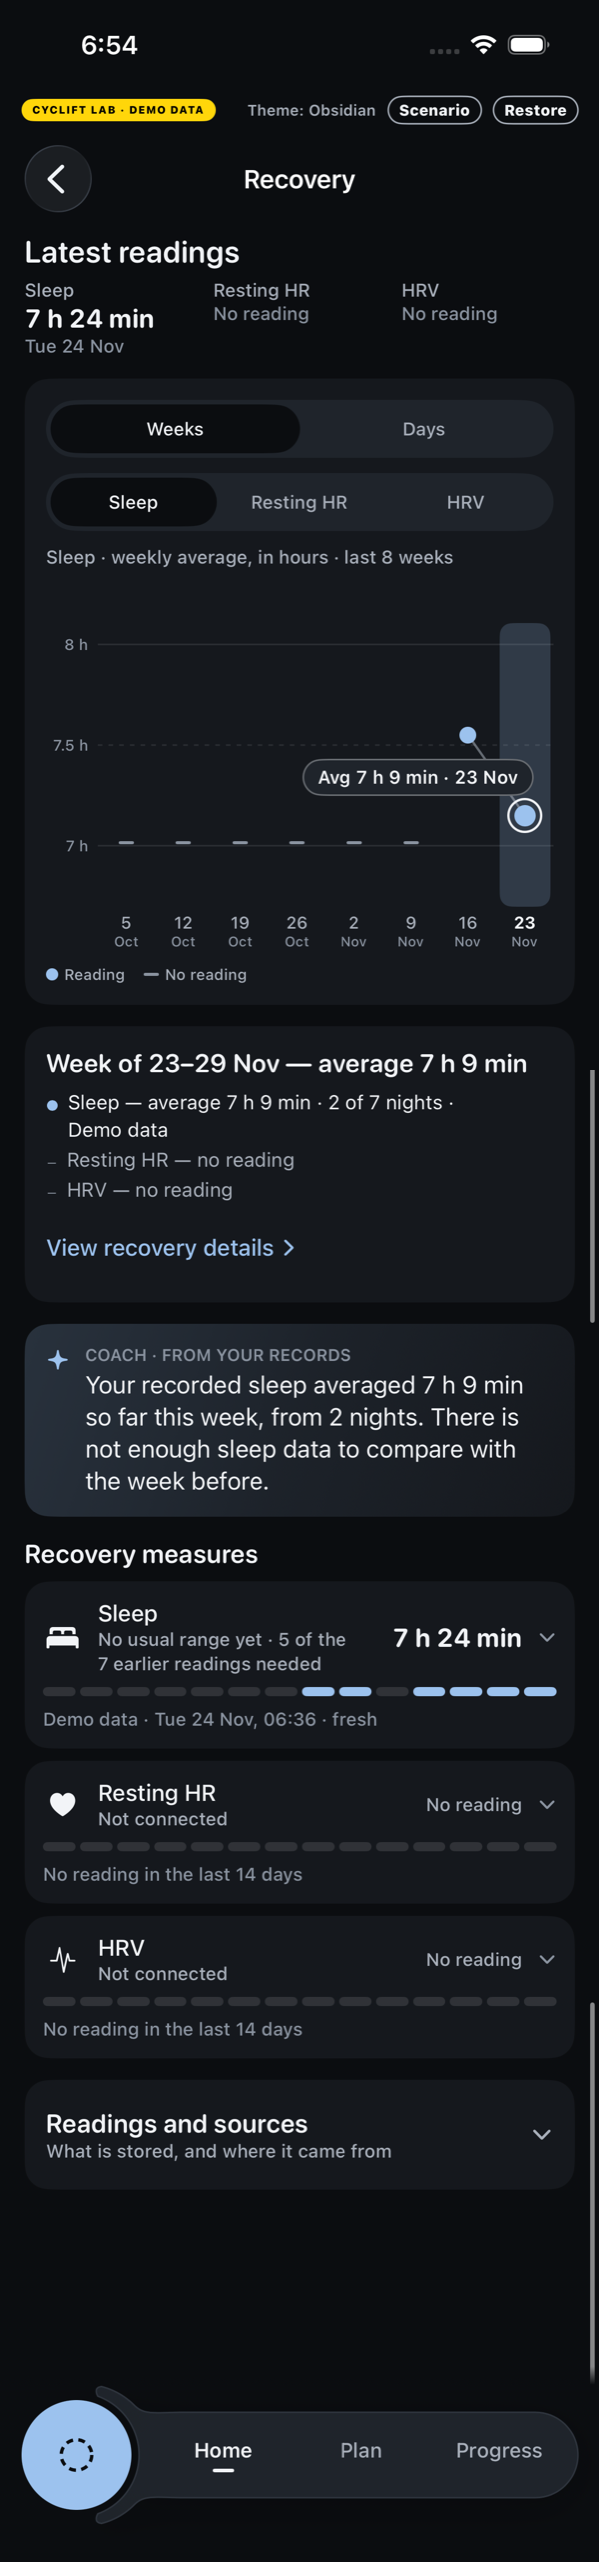 6:54
CYCLIFT LAB · DEMO DATA
Theme: Obsidian
Scenario
Restore
Recovery
Latest readings
Sleep
7 h 24 min
Tue 24 Nov
Resting HR
No reading
HRV
No reading
Weeks
Days
Sleep
Resting HR
HRV
Sleep · weekly average, in hours · last 8 weeks
8 h
7.5 h
Avg 7 h 9 min · 23 Nov
7 h
5 Oct
12 Oct
19 Oct
26 Oct
2 Nov
9 Nov
16 Nov
23 Nov
Reading
No reading
Week of 23–29 Nov — average 7 h 9 min
Sleep — average 7 h 9 min · 2 of 7 nights ·
Demo data
Resting HR — no reading
HRV — no reading
View recovery details
COACH · FROM YOUR RECORDS
Your recorded sleep averaged 7 h 9 min
so far this week, from 2 nights. There is
not enough sleep data to compare with
the week before.
Recovery measures
Sleep
No usual range yet · 5 of the
7 earlier readings needed
7 h 24 min
Demo data · Tue 24 Nov, 06:36 · fresh
Resting HR
Not connected
No reading
No reading in the last 14 days
HRV
Not connected
No reading
No reading in the last 14 days
Readings and sources
What is stored, and where it came from
Home
Plan
Progress